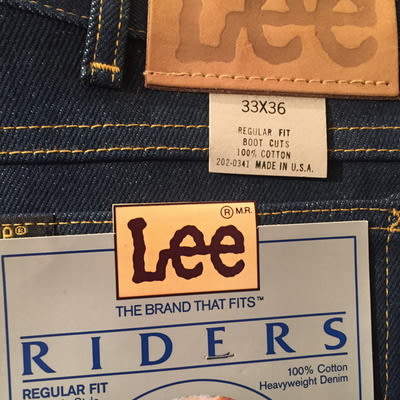 Lee
33X36
REGULAR FIT
BOOT CUTS
100% COTTON
202-0341 MADE IN U.S.A.
® M.R.
Lee
THE BRAND THAT FITS™
RIDERS
REGULAR FIT
100% Cotton
Heavyweight Denim